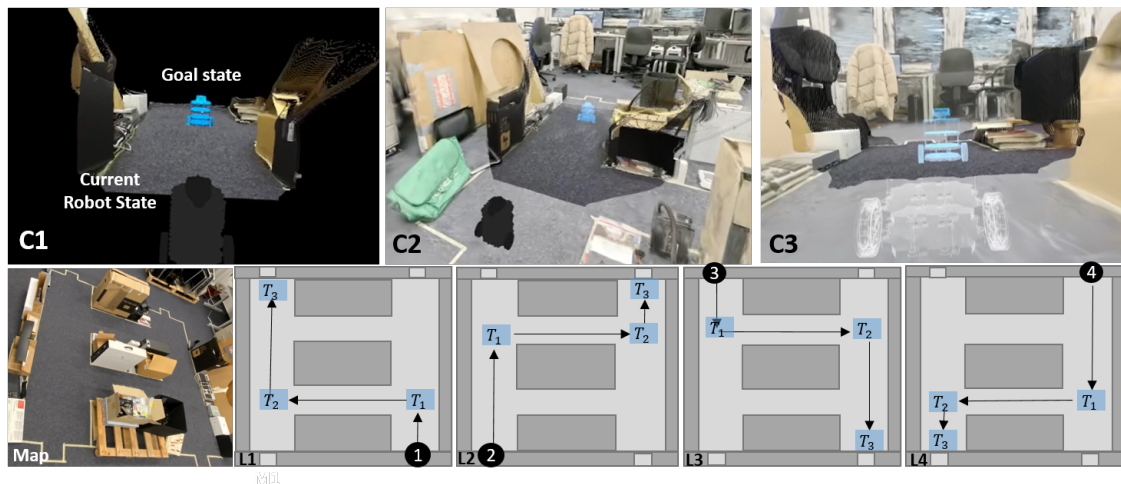 Goal state
Current
Robot State
C1
C2
C3
Map
T₃
T₂
T₁
L1
1
T₃
T₁
T₂
L2
2
3
T₁
T₂
T₃
L3
4
T₁
T₂
T₃
L4
M1